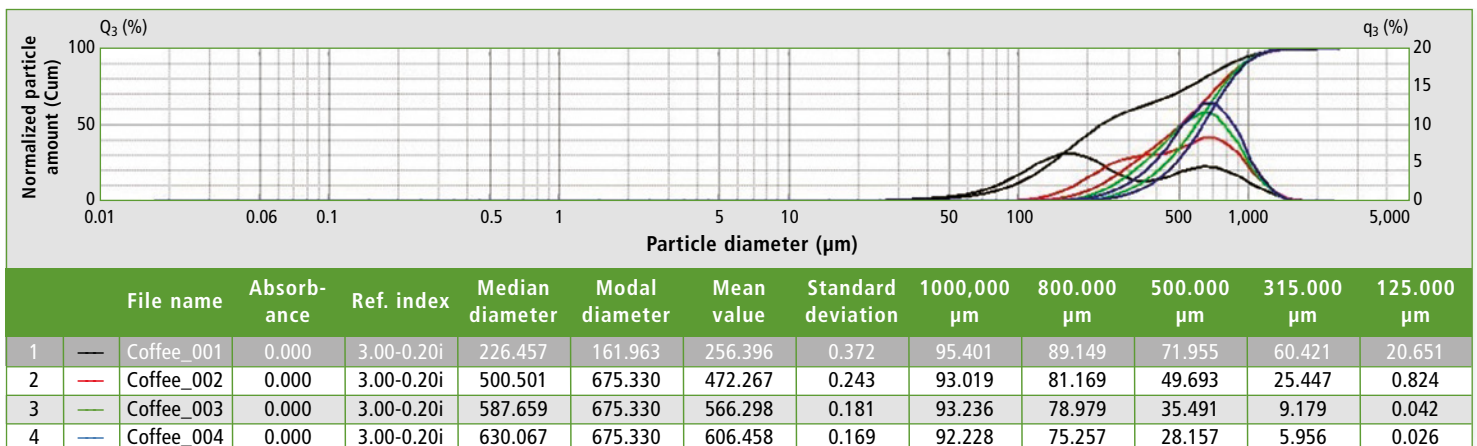 Q3 (%)
q3 (%)
Normalized particle
amount (Cum)
100
50
0
20
15
10
5
0
0.01 0.06 0.1 0.5 1 5 10 50 100 500 1,000 5,000
Particle diameter (µm)
File name Absorb-ance Ref. index Median diameter Modal diameter Mean value Standard deviation 1000,000 µm 800.000 µm 500.000 µm 315.000 µm 125.000 µm
1 Coffee_001 0.000 3.00-0.20i 226.457 161.963 256.396 0.372 95.401 89.149 71.955 60.421 20.651
2 Coffee_002 0.000 3.00-0.20i 500.501 675.330 472.267 0.243 93.019 81.169 49.693 25.447 0.824
3 Coffee_003 0.000 3.00-0.20i 587.659 675.330 566.298 0.181 93.236 78.979 35.491 9.179 0.042
4 Coffee_004 0.000 3.00-0.20i 630.067 675.330 606.458 0.169 92.228 75.257 28.157 5.956 0.026